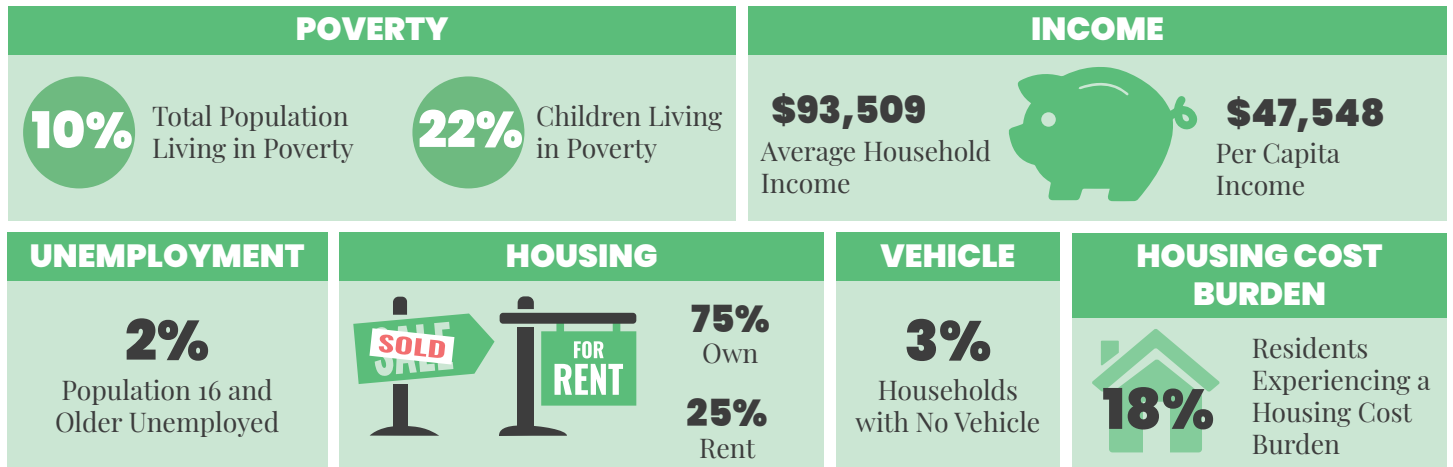 POVERTY
10%
Total Population
Living in Poverty
22%
Children Living
in Poverty
INCOME
$93,509
Average Household
Income
$47,548
Per Capita
Income
UNEMPLOYMENT
2%
Population 16 and
Older Unemployed
HOUSING
SALE
SOLD
FOR
RENT
75%
Own
25%
Rent
VEHICLE
3%
Households
with No Vehicle
HOUSING COST
BURDEN
18%
Residents
Experiencing a
Housing Cost
Burden